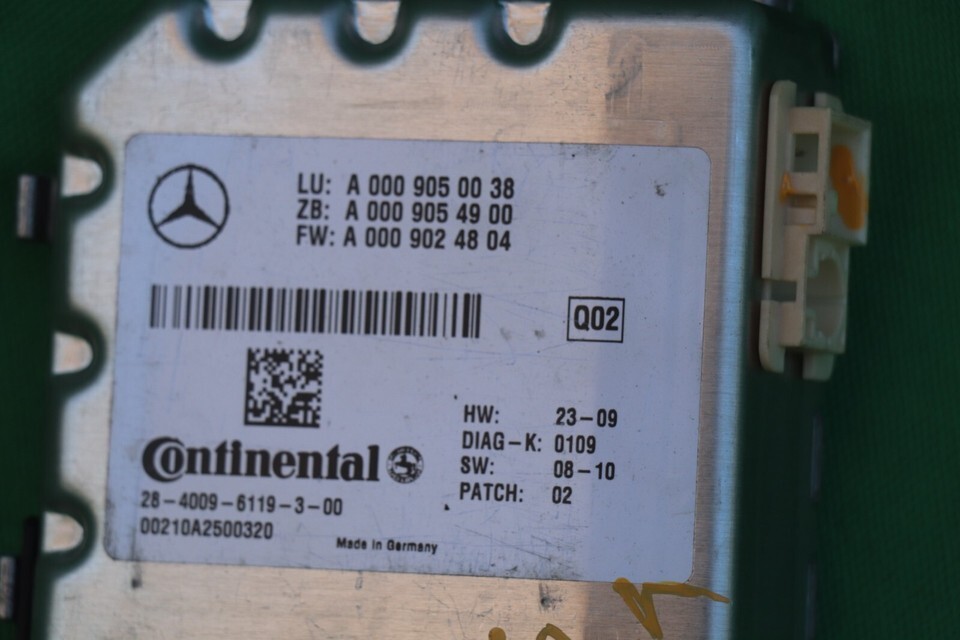 LU: A 000 905 00 38
ZB: A 000 905 49 00
FW: A 000 902 48 04
Q02
HW: 23-09
DIAG-K: 0109
SW: 08-10
PATCH: 02
Continental
28-4009-6119-3-00
00210A2500320
Made in Germany